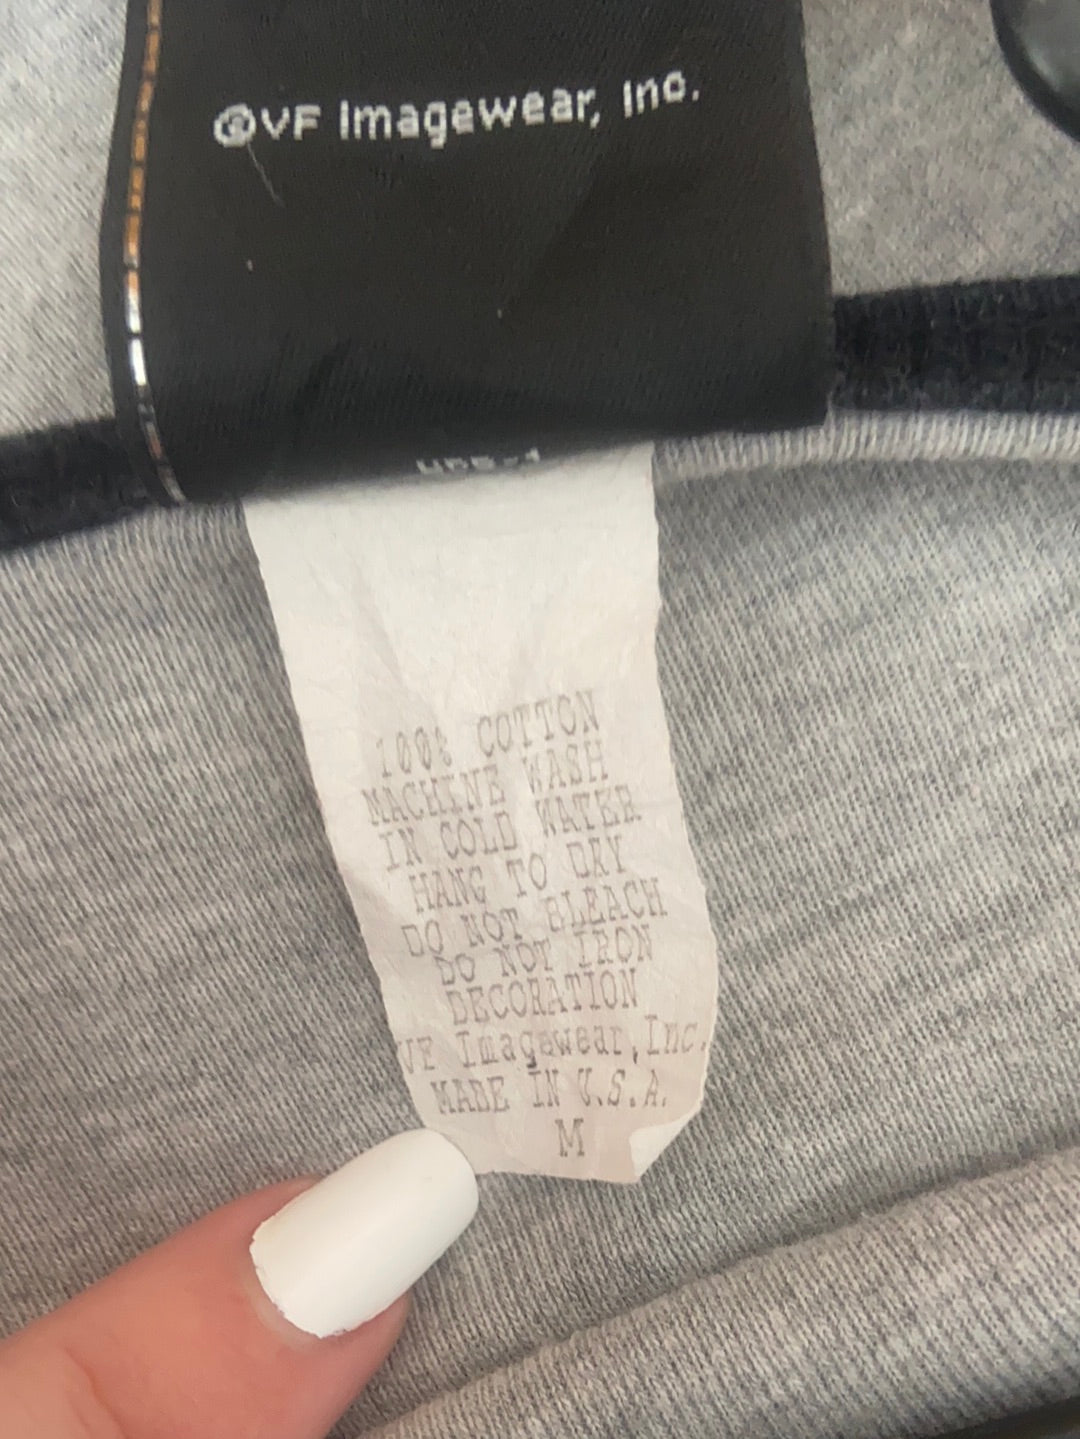 ©VF Imagewear, Inc.
100% COTTON
MACHINE WASH
IN COLD WATER
HANG TO DRY
DO NOT BLEACH
DO NOT IRON
DECORATION
VF Imagewear,Inc.
MADE IN U.S.A.
M